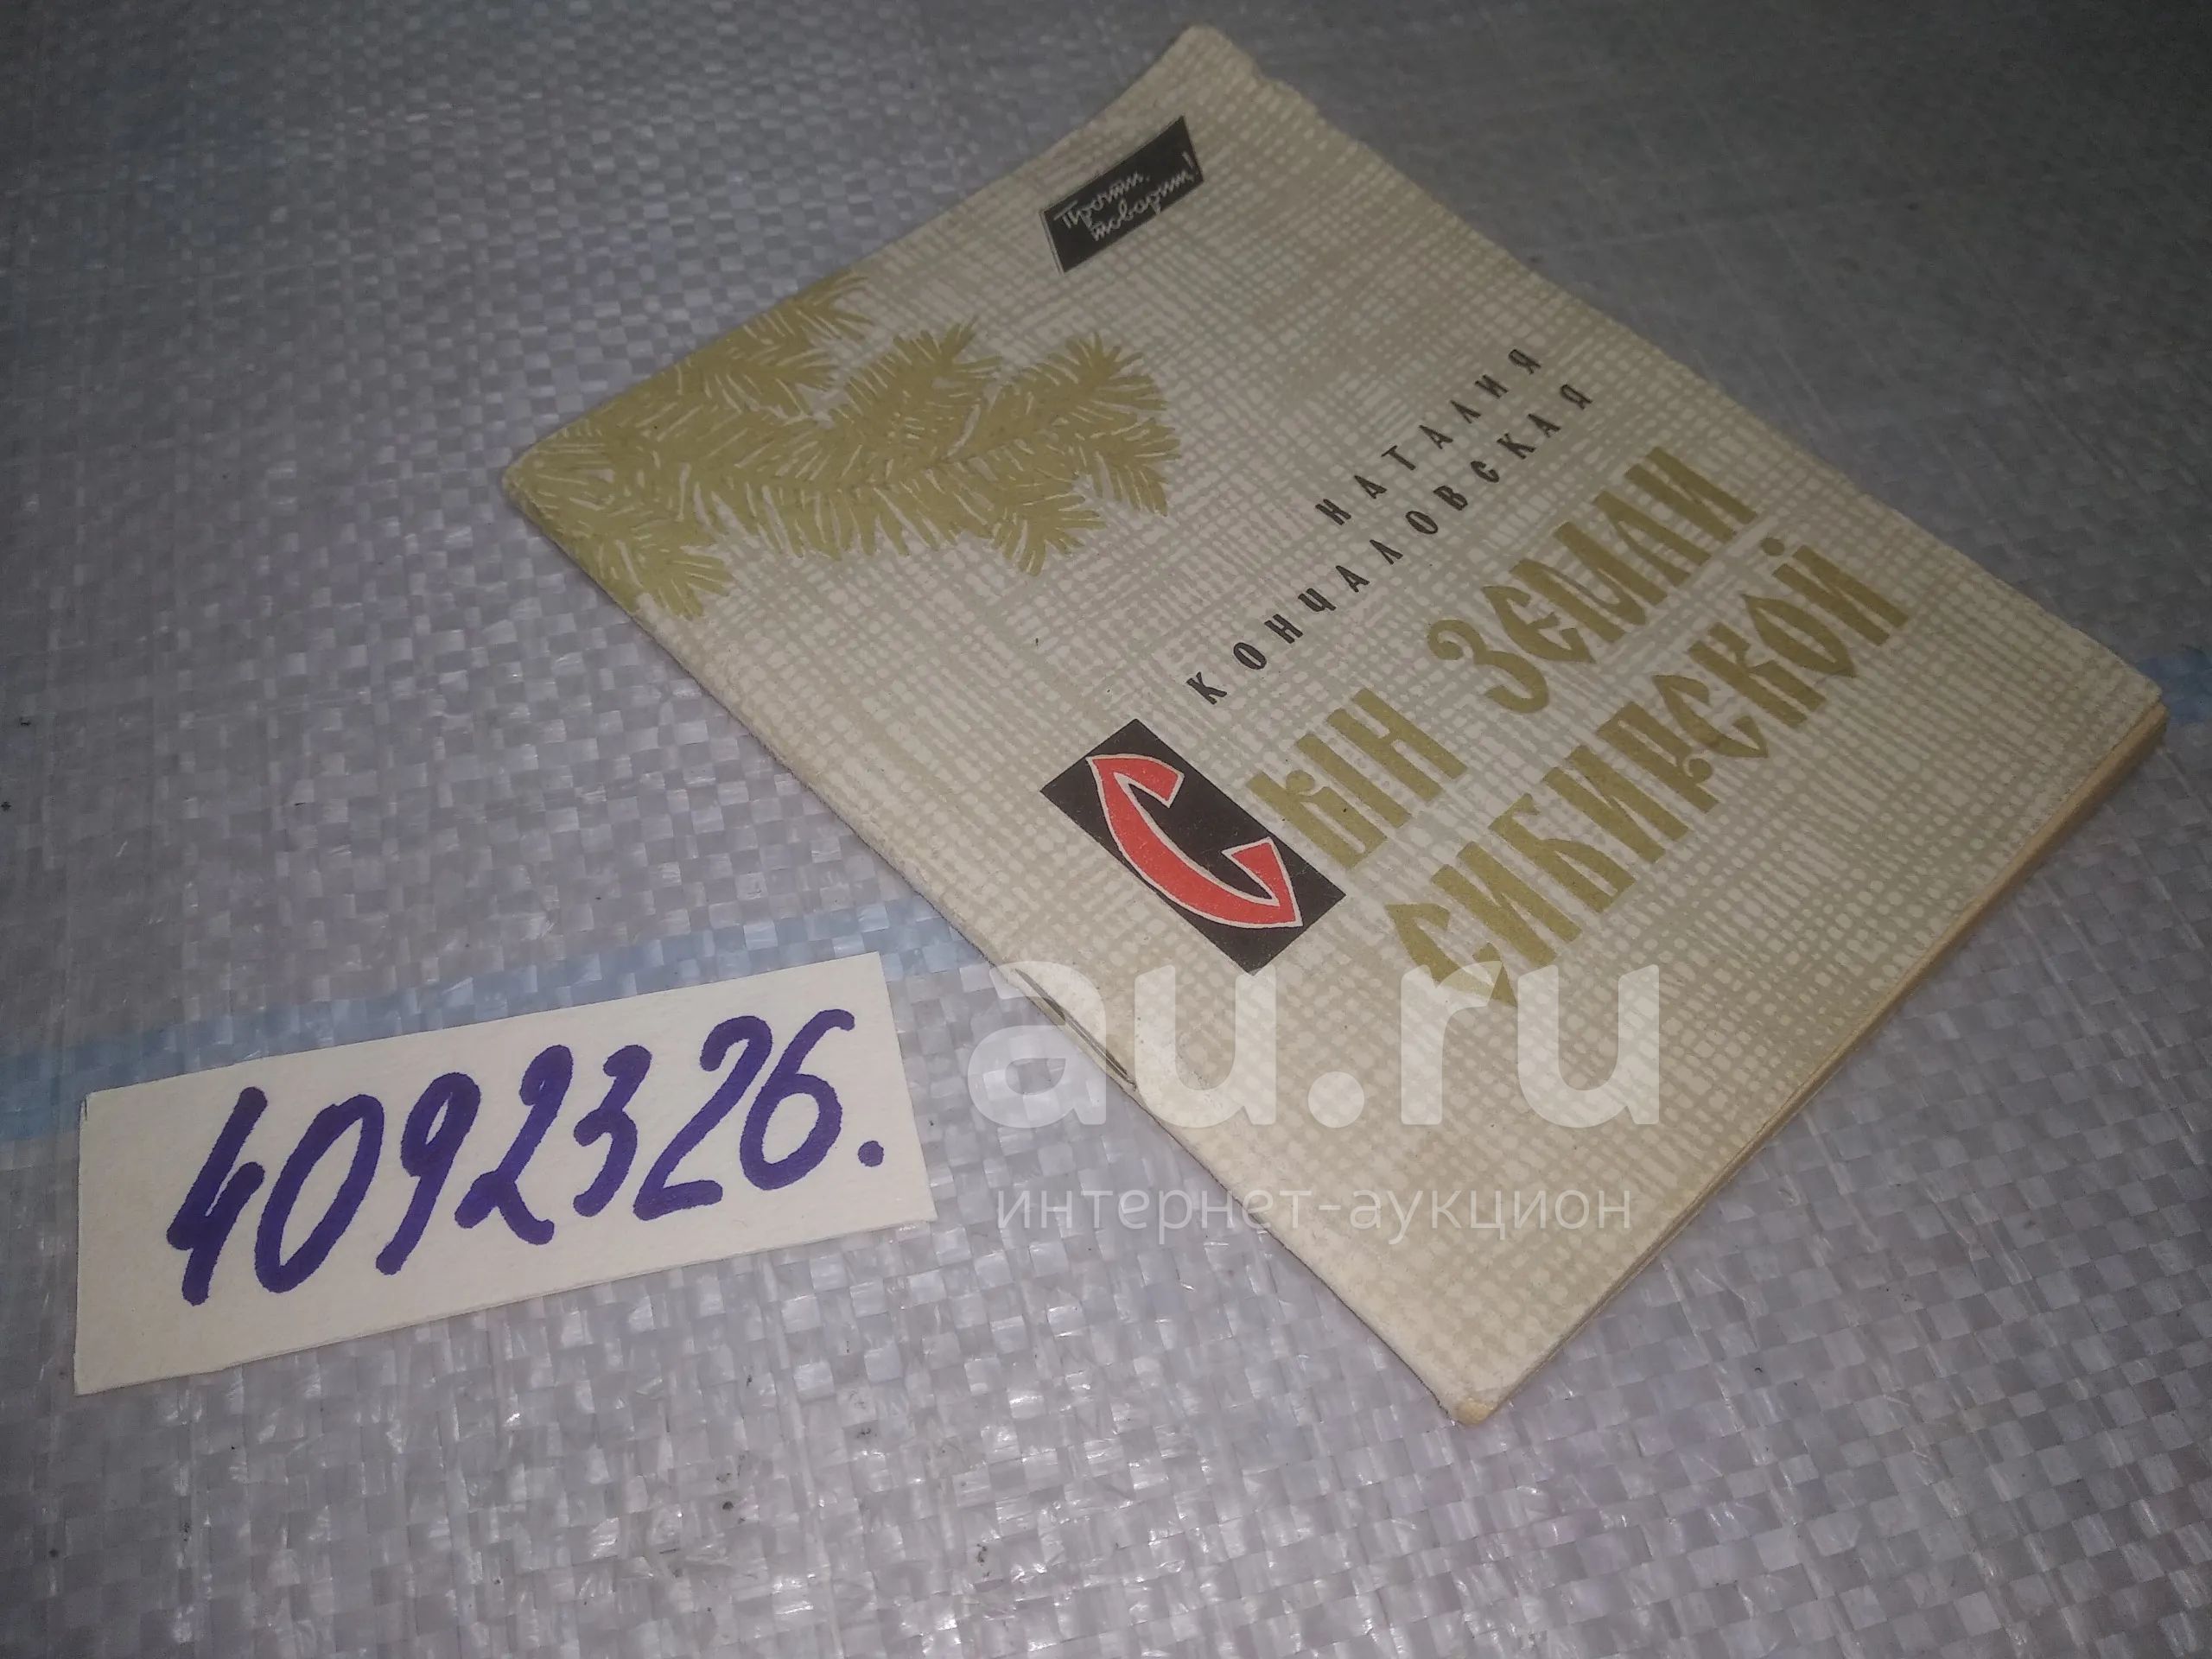 Прочти,
товарищ!
НАТАЛИЯ
КОНЧАЛОВСКАЯ
СЫН ЗЕМЛИ
СИБИРСКОЙ
au.ru
интернет-аукцион
4092326.